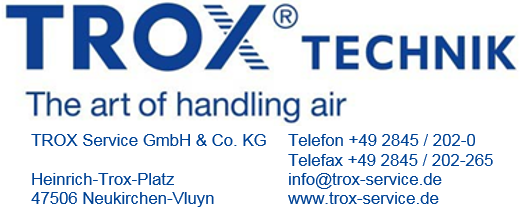 TROX® TECHNIK
The art of handling air
TROX Service GmbH & Co. KG Telefon +49 2845 / 202-0
Telefax +49 2845 / 202-265
Heinrich-Trox-Platz info@trox-service.de
47506 Neukirchen-Vluyn www.trox-service.de